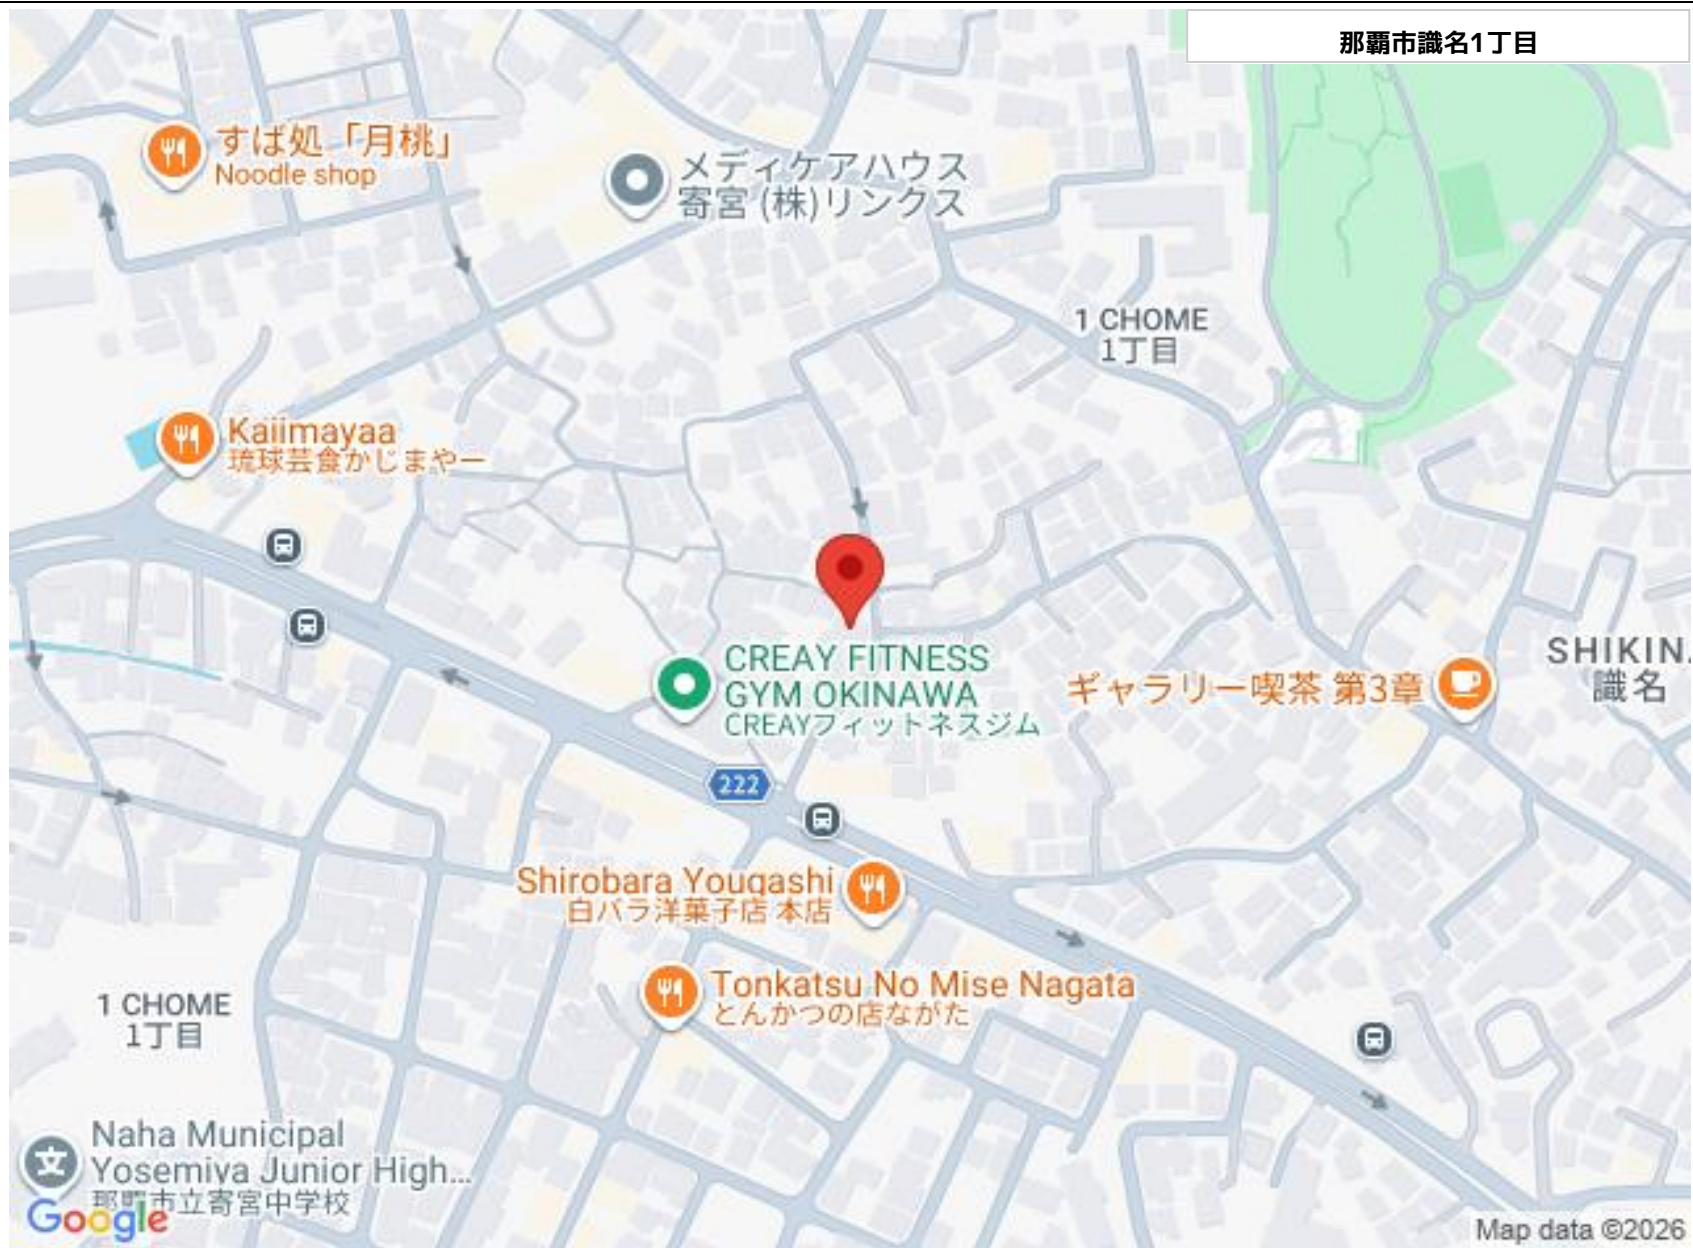 那覇市識名1丁目
すば処「月桃」
Noodle shop
メディケアハウス
寄宮 (株)リンクス
1 CHOME
1丁目
Kajimayaa
琉球芸食かじまやー
CREAY FITNESS
GYM OKINAWA
CREAYフィットネスジム
ギャラリー喫茶 第3章
SHIKIN
識名
222
Shirobara Yougashi
白バラ洋菓子店 本店
Tonkatsu No Mise Nagata
とんかつの店ながた
1 CHOME
1丁目
文
Naha Municipal
Yosemiya Junior High...
那覇市立寄宮中学校
Google
Map data ©2026